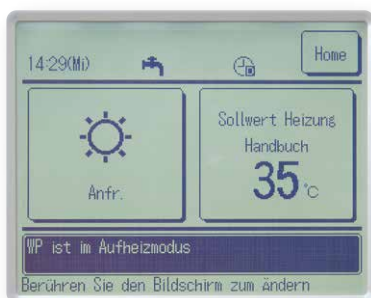 14:29(Mi)
Home
Anfr.
Sollwert Heizung
Handbuch
35 °C
WP ist im Aufheizmodus
Berühren Sie den Bildschirm zum ändern